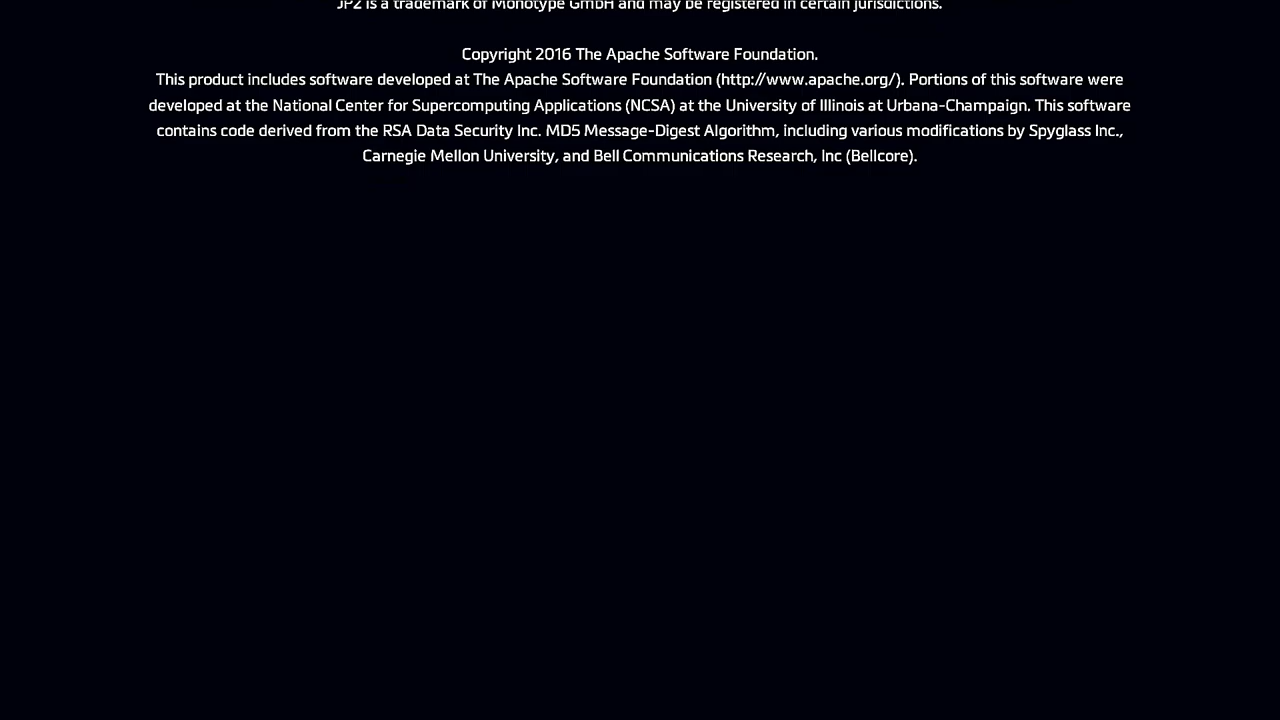 JP2 is a trademark of Monotype GmbH and may be registered in certain jurisdictions.
Copyright 2016 The Apache Software Foundation.
This product includes software developed at The Apache Software Foundation (http://www.apache.org/). Portions of this software were
developed at the National Center for Supercomputing Applications (NCSA) at the University of Illinois at Urbana-Champaign. This software
contains code derived from the RSA Data Security Inc. MD5 Message-Digest Algorithm, including various modifications by Spyglass Inc.,
Carnegie Mellon University, and Bell Communications Research, Inc (Bellcore).